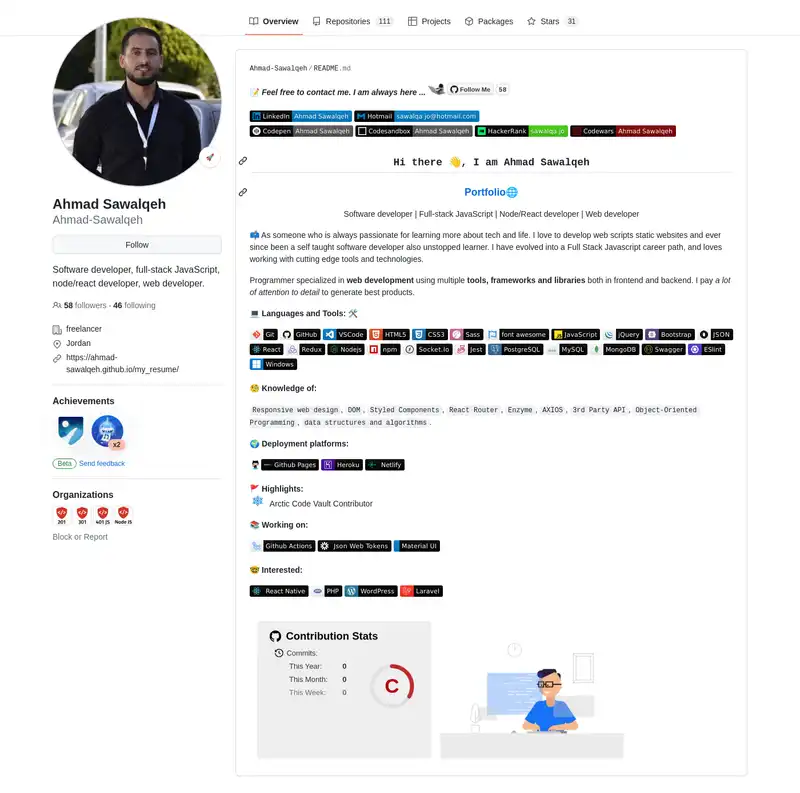 Overview Repositories 111 Projects Packages Stars 31
Ahmad Sawalqeh
Ahmad-Sawalqeh
Follow
Software developer, full-stack JavaScript,
node/react developer, web developer.
58 followers · 46 following
freelancer
Jordan
https://ahmad-
sawalqeh.github.io/my_resume/
Achievements
x2
Beta Send feedback
Organizations
201 301 401 JS Node JS
Block or Report
Ahmad-Sawalqeh / README.md
Feel free to contact me. I am always here ... Follow Me 58
LinkedIn Ahmad Sawalqeh Hotmail sawalqa jo@hotmail.com
Codepen Ahmad Sawalqeh Codesandbox Ahmad Sawalqeh HackerRank sawalqa jo Codewars Ahmad Sawalqeh
Hi there 👋, I am Ahmad Sawalqeh
Portfolio🌐
Software developer | Full-stack JavaScript | Node/React developer | Web developer
As someone who is always passionate for learning more about tech and life. I love to develop web scripts static websites and ever
since been a self taught software developer also unstopped learner. I have evolved into a Full Stack Javascript career path, and loves
working with cutting edge tools and technologies.
Programmer specialized in web development using multiple tools, frameworks and libraries both in frontend and backend. I pay a lot
of attention to detail to generate best products.
Languages and Tools:
Git GitHub VSCode HTML5 CSS3 Sass font awesome JavaScript jQuery Bootstrap JSON
React Redux Nodejs npm Socket.io Jest PostgreSQL MySQL MongoDB Swagger ESlint
Windows
Knowledge of:
Responsive web design, DOM, Styled Components, React Router, Enzyme, AXIOS, 3rd Party API, Object-Oriented
Programming, data structures and algorithms.
Deployment platforms:
Github Pages Heroku Netlify
Highlights:
Arctic Code Vault Contributor
Working on:
Github Actions Json Web Tokens Material UI
Interested:
React Native PHP WordPress Laravel
Contribution Stats
Commits:
This Year: 0
This Month: 0
This Week: 0
C